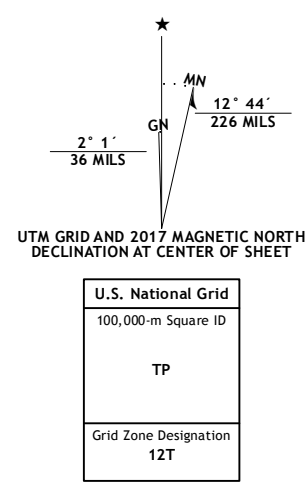 ★
MN
GN
12° 44´
226 MILS
2° 1´
36 MILS
UTM GRID AND 2017 MAGNETIC NORTH
DECLINATION AT CENTER OF SHEET
U.S. National Grid
100,000-m Square ID
TP
Grid Zone Designation
12T